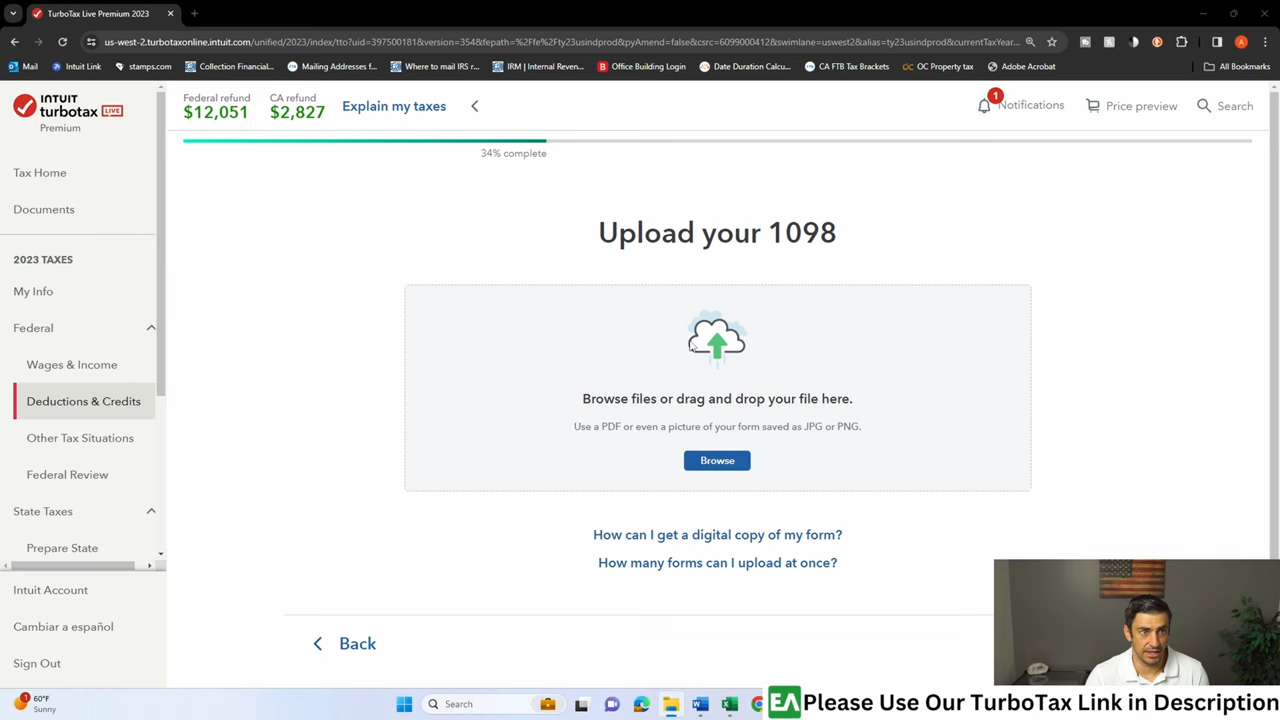 TurboTax Live Premium 2023
us-west-2.turbotaxonline.intuit.com/unified/2023/index/tto?uid=397500181&version=354&fepath=%2Ffe%2Fty23usindprod&pyAmend=false&csrc=6099000412&swimlane=uswest2&alias=ty23usindprod&currentTaxYear...
Mail
Intuit Link
stamps.com
Collection Financial...
Mailing Addresses f...
Where to mail IRS r...
IRM | Internal Reven...
Office Building Login
Date Duration Calcu...
CA FTB Tax Brackets
OC Property tax
Adobe Acrobat
All Bookmarks
INTUIT
turbotax LIVE
Premium
Federal refund
$12,051
CA refund
$2,827
Explain my taxes
1
Notifications
Price preview
Search
34% complete
Tax Home
Documents
2023 TAXES
My Info
Federal
Wages & Income
Deductions & Credits
Other Tax Situations
Federal Review
State Taxes
Prepare State
Intuit Account
Cambiar a español
Sign Out
Upload your 1098
Browse files or drag and drop your file here.
Use a PDF or even a picture of your form saved as JPG or PNG.
Browse
How can I get a digital copy of my form?
How many forms can I upload at once?
Back
1
60°F
Sunny
Search
EA Please Use Our TurboTax Link in Description